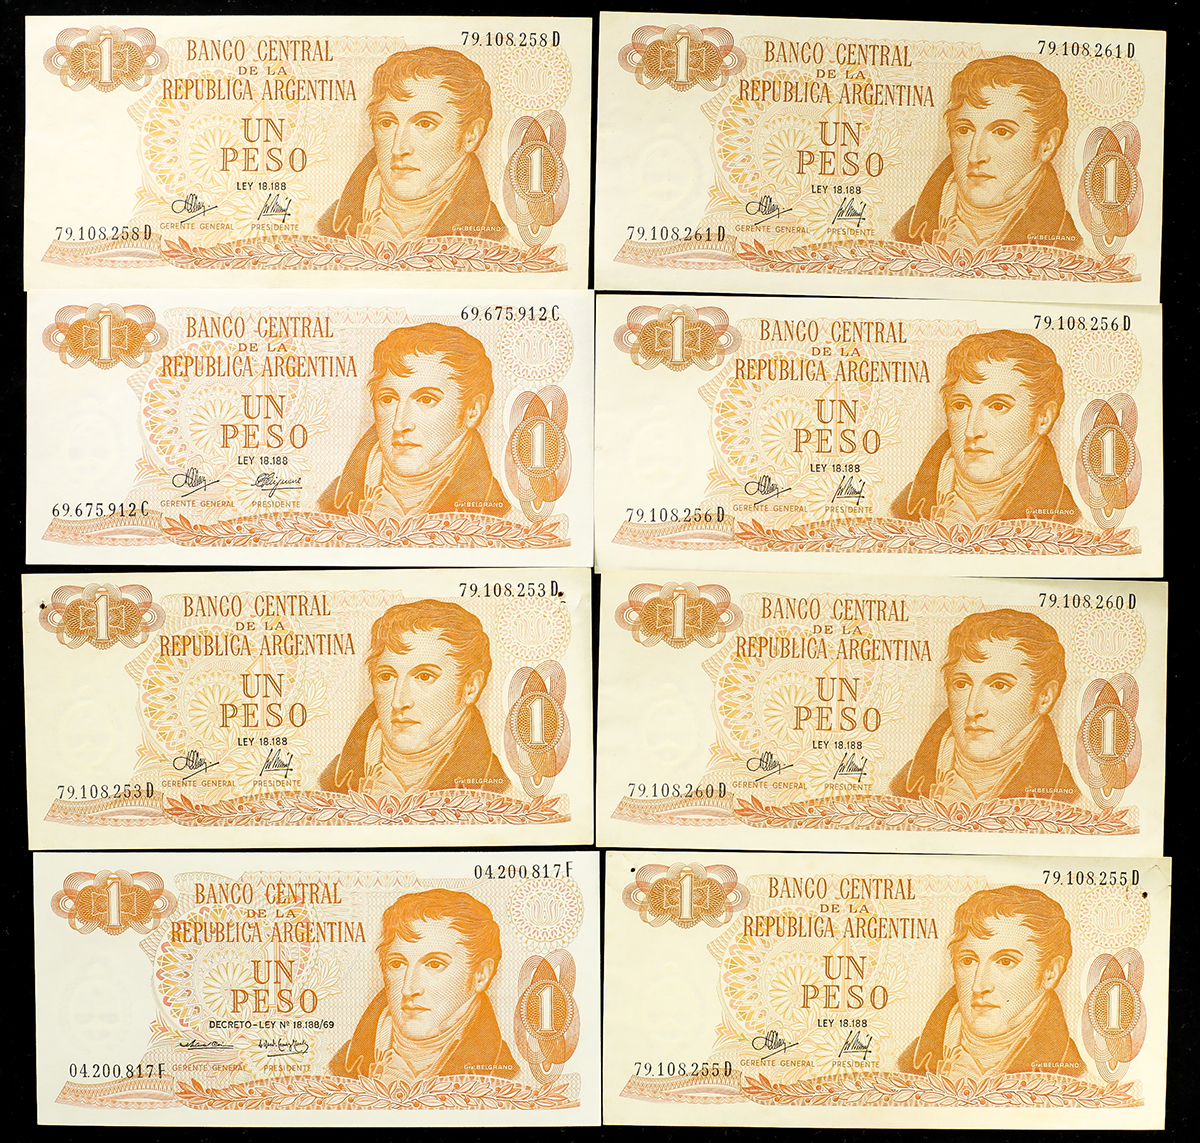 1
79.108.258 D
BANCO CENTRAL
DE LA
REPUBLICA ARGENTINA
UN
PESO
1
LEY 18.188
GERENTE GENERAL PRESIDENTE
Gral. BELGRANO
79.108.258 D
1
79.108.261 D
BANCO CENTRAL
DE LA
REPUBLICA ARGENTINA
UN
PESO
1
LEY 18.188
GERENTE GENERAL PRESIDENTE
Gral. BELGRANO
79.108.261 D
1
69.675.912 C
BANCO CENTRAL
DE LA
REPUBLICA ARGENTINA
UN
PESO
1
LEY 18.188
GERENTE GENERAL PRESIDENTE
Gral. BELGRANO
69.675.912 C
1
79.108.256 D
BANCO CENTRAL
DE LA
REPUBLICA ARGENTINA
UN
PESO
1
LEY 18.188
GERENTE GENERAL PRESIDENTE
Gral. BELGRANO
79.108.256 D
1
79.108.253 D
BANCO CENTRAL
DE LA
REPUBLICA ARGENTINA
UN
PESO
1
LEY 18.188
GERENTE GENERAL PRESIDENTE
Gral. BELGRANO
79.108.253 D
1
79.108.260 D
BANCO CENTRAL
DE LA
REPUBLICA ARGENTINA
UN
PESO
1
LEY 18.188
GERENTE GENERAL PRESIDENTE
Gral. BELGRANO
79.108.260 D
1
04.200.817 F
BANCO CENTRAL
DE LA
REPUBLICA ARGENTINA
UN
PESO
1
DECRETO-LEY Nº 18.188/69
GERENTE GENERAL PRESIDENTE
Gral. BELGRANO
04.200.817 F
1
79.108.255 D
BANCO CENTRAL
DE LA
REPUBLICA ARGENTINA
UN
PESO
1
LEY 18.188
GERENTE GENERAL PRESIDENTE
Gral. BELGRANO
79.108.255 D